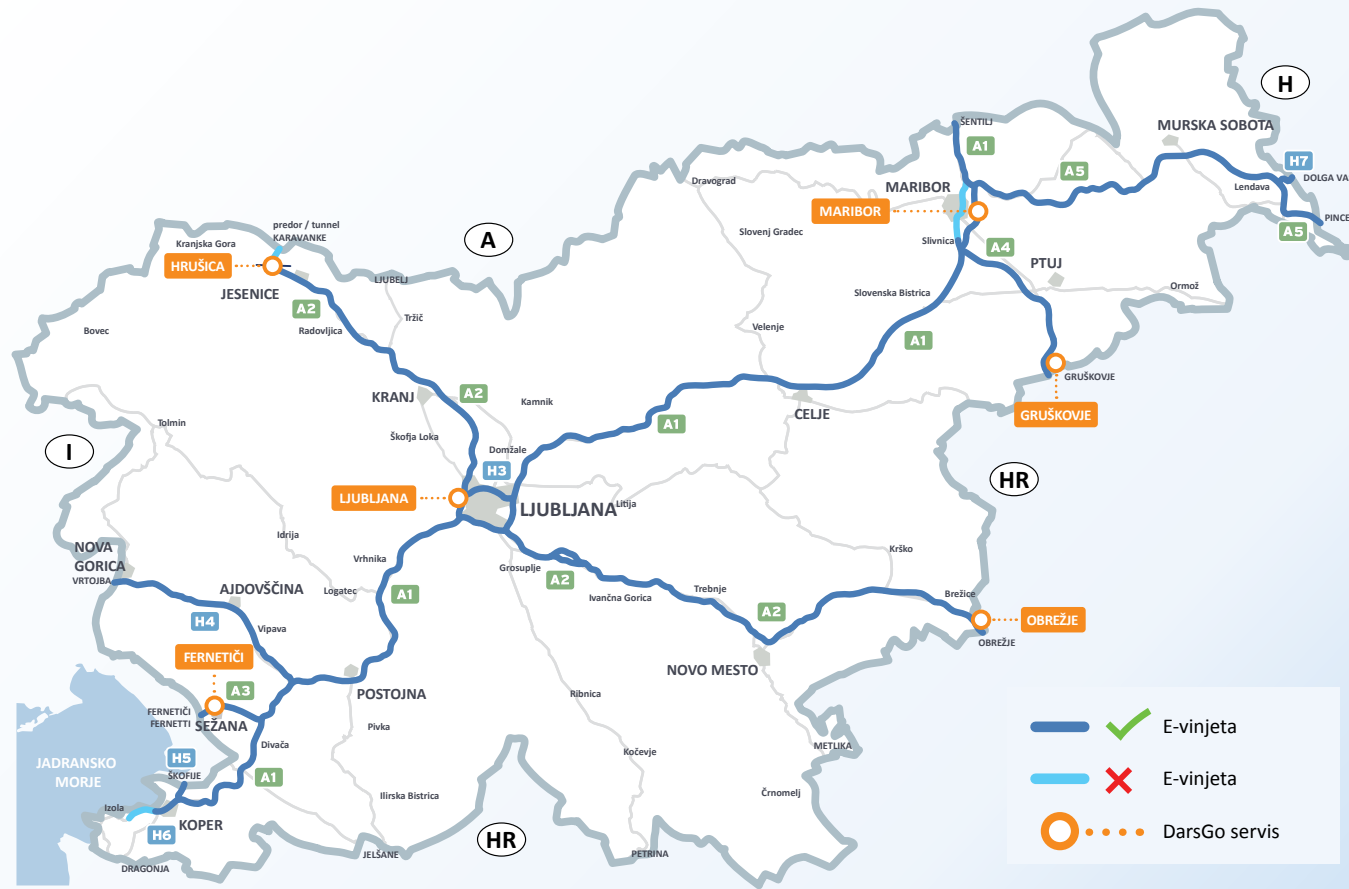 H
ŠENTILJ
MURSKA SOBOTA
A1
A5
H7
DOLGA VA
Dravograd
MARIBOR
Lendava
MARIBOR
PINCE
predor / tunnel
KARAVANKE
Kranjska Gora
A
Slovenj Gradec
Slivnica
A4
A5
HRUŠICA
PTUJ
JESENICE
LJUBELJ
Slovenska Bistrica
Ormož
A2
Tržič
Radovljica
Bovec
Velenje
A1
GRUŠKOVJE
KRANJ
A2
Kamnik
CELJE
GRUŠKOVJE
Tolmin
A1
Škofja Loka
Domžale
I
H3
HR
LJUBLJANA
LJUBLJANA
Litija
Idrija
NOVA
GORICA
VRTOJBA
Vrhnika
Krško
Grosuplje
A2
AJDOVŠČINA
Logatec
A1
Ivančna Gorica
Trebnje
Brežice
A2
H4
Vipava
OBREŽJE
OBREŽJE
FERNETIČI
NOVO MESTO
A3
POSTOJNA
Ribnica
FERNETIČI
FERNETTI
SEŽANA
Pivka
Divača
METLIKA
Kočevje
JADRANSKO
MORJE
H5
ŠKOFIJE
A1
Črnomelj
Izola
Ilirska Bistrica
KOPER
H6
HR
JELŠANE
PETRINA
DRAGONJA
E-vinjeta
E-vinjeta
DarsGo servis